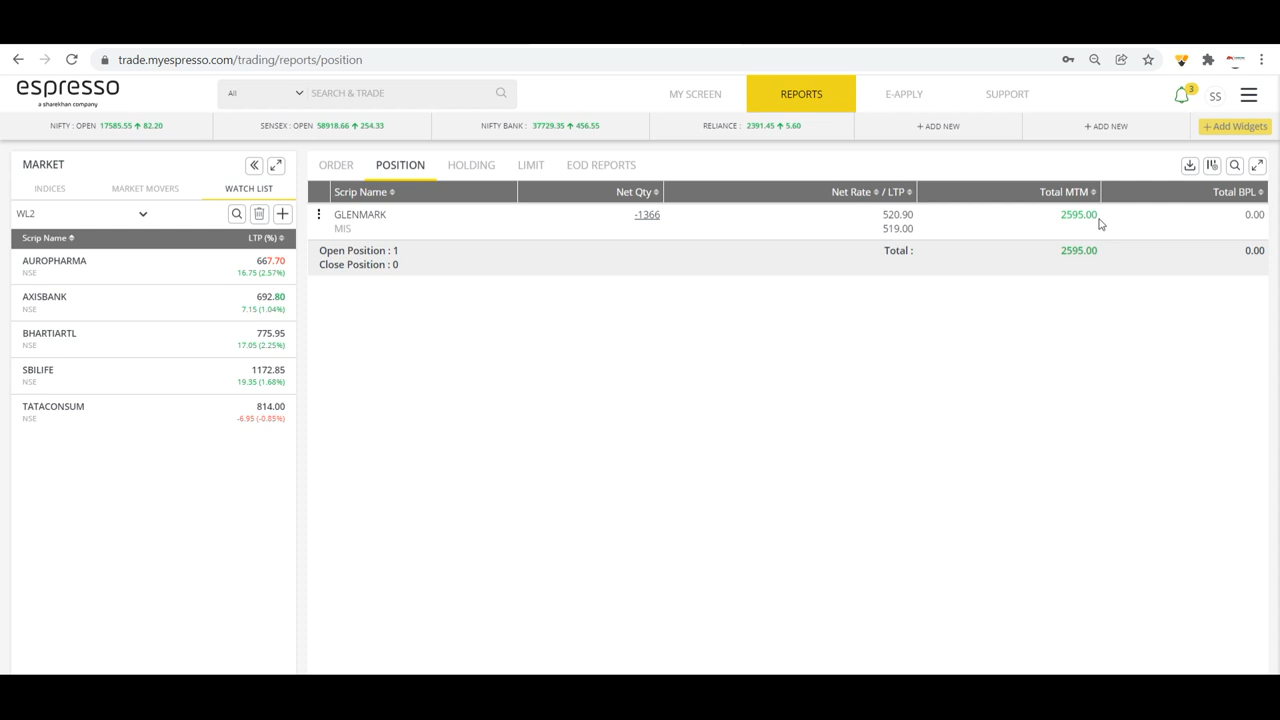 trade.myespresso.com/trading/reports/position
espresso
a sharekhan company
All
SEARCH & TRADE
MY SCREEN
REPORTS
E-APPLY
SUPPORT
3
SS
NIFTY : OPEN 17585.55 ↑ 82.20
SENSEX : OPEN 58918.66 ↑ 254.33
NIFTY BANK : 37729.35 ↑ 456.55
RELIANCE : 2391.45 ↑ 5.60
+ ADD NEW
+ ADD NEW
+ Add Widgets
MARKET
INDICES MARKET MOVERS WATCH LIST
WL2
Scrip Name LTP (%)
AUROPHARMA 667.70
NSE 16.75 (2.57%)
AXISBANK 692.80
NSE 7.15 (1.04%)
BHARTIARTL 775.95
NSE 17.05 (2.25%)
SBILIFE 1172.85
NSE 19.35 (1.68%)
TATACONSUM 814.00
NSE -6.95 (-0.85%)
ORDER POSITION HOLDING LIMIT EOD REPORTS
Scrip Name Net Qty Net Rate / LTP Total MTM Total BPL
GLENMARK -1366 520.90 2595.00 0.00
MIS 519.00
Open Position : 1 Total : 2595.00 0.00
Close Position : 0